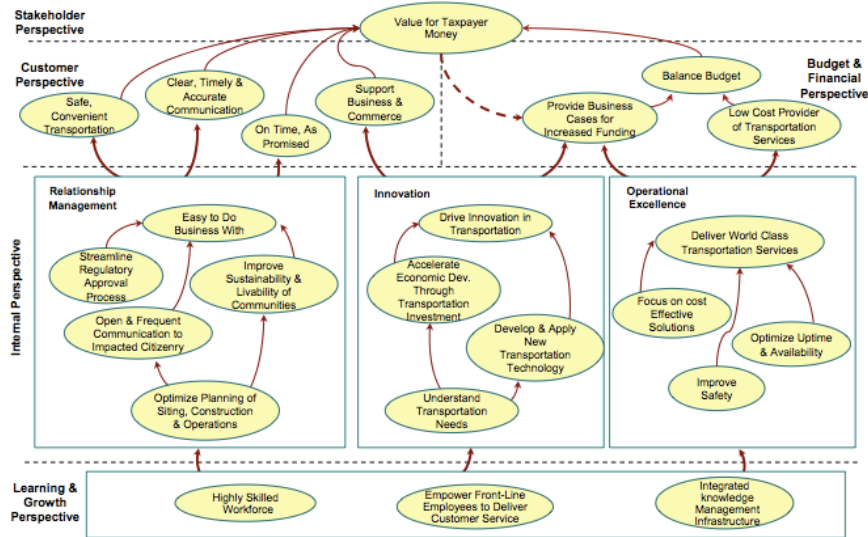 Stakeholder
Perspective
Value for Taxpayer
Money
Customer
Perspective
Budget &
Financial
Perspective
Safe,
Convenient
Transportation
Clear, Timely &
Accurate
Communication
On Time, As
Promised
Support
Business &
Commerce
Provide Business
Cases for
Increased Funding
Balance Budget
Low Cost Provider
of Transportation
Services
Internal Perspective
Relationship
Management
Easy to Do
Business With
Streamline
Regulatory
Approval
Process
Improve
Sustainability &
Livability of
Communities
Open & Frequent
Communication to
Impacted Citizenry
Optimize Planning of
Siting, Construction
& Operations
Innovation
Drive Innovation in
Transportation
Accelerate
Economic Dev.
Through
Transportation
Investment
Develop & Apply
New
Transportation
Technology
Understand
Transportation
Needs
Operational
Excellence
Deliver World Class
Transportation Services
Focus on cost
Effective
Solutions
Optimize Uptime
& Availability
Improve
Safety
Learning &
Growth
Perspective
Highly Skilled
Workforce
Empower Front-Line
Employees to Deliver
Customer Service
Integrated
knowledge
Management
Infrastructure